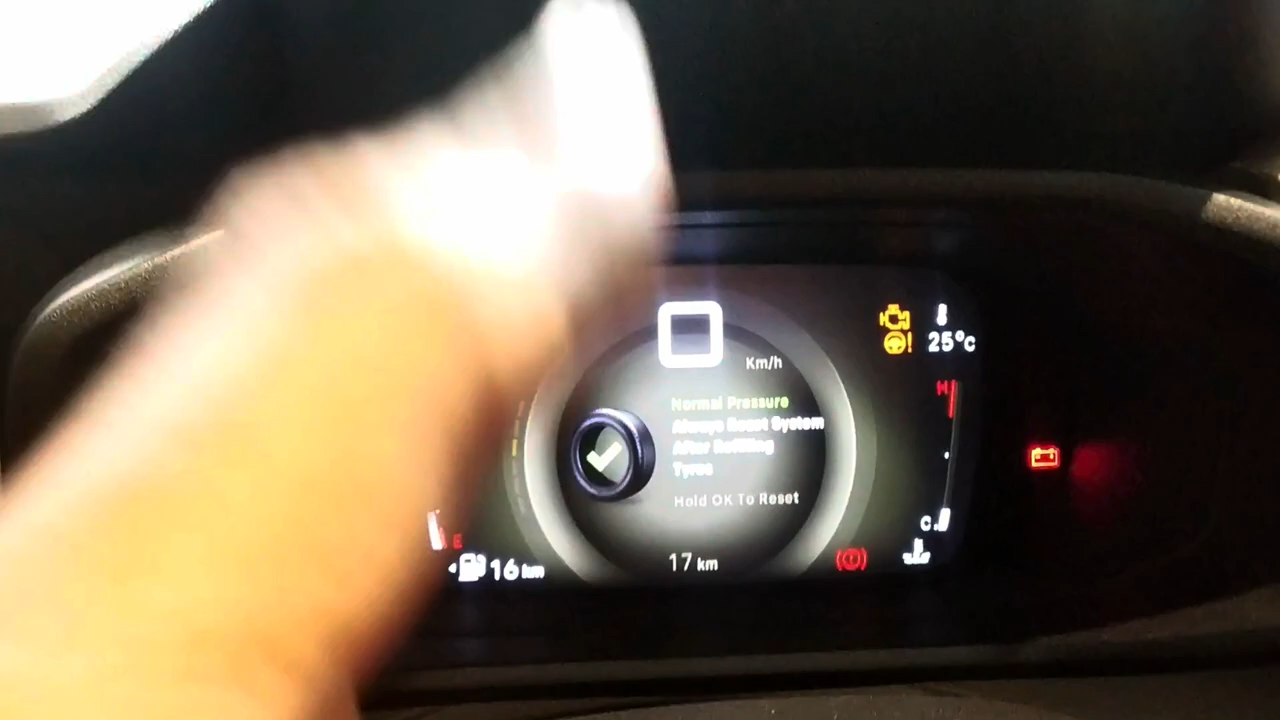 Km/h
25°c
Normal Pressure
Always Reset System
After Refilling
Tyres
Hold OK To Reset
H
C
E
16 km
17 km